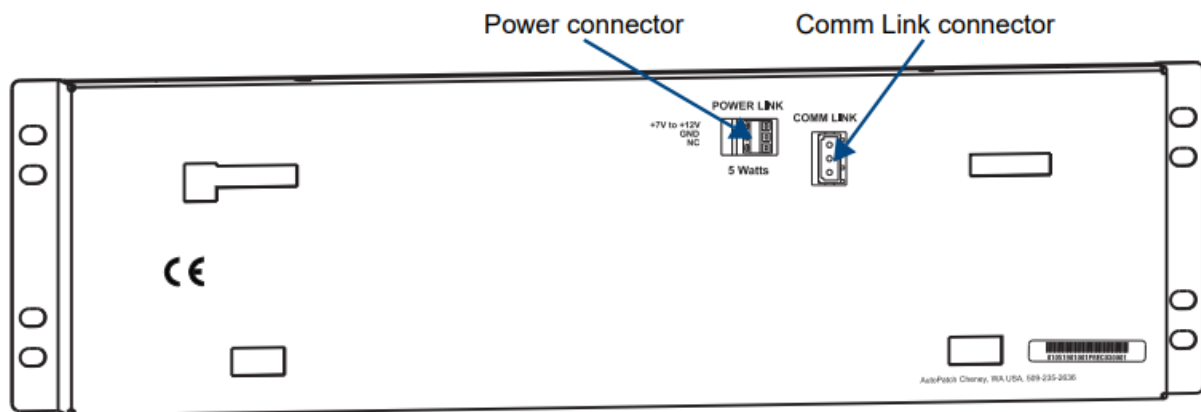 Power connector
Comm Link connector
POWER LINK
COMM LINK
+7V to +12V
GND
NC
5 Watts
CE
AutoPatch Cheney, WA USA, 509-235-2636